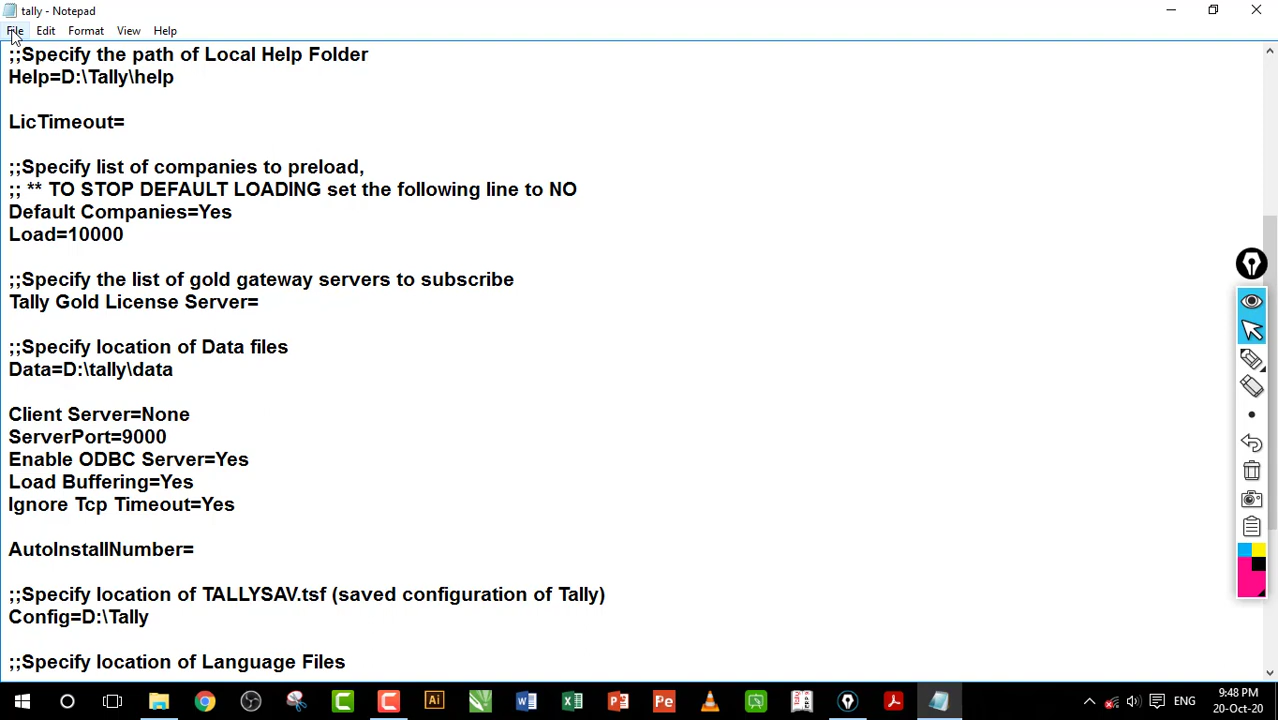 tally - Notepad
File Edit Format View Help
;;Specify the path of Local Help Folder
Help=D:\Tally\help
LicTimeout=
;;Specify list of companies to preload,
;; ** TO STOP DEFAULT LOADING set the following line to NO
Default Companies=Yes
Load=10000
;;Specify the list of gold gateway servers to subscribe
Tally Gold License Server=
;;Specify location of Data files
Data=D:\tally\data
Client Server=None
ServerPort=9000
Enable ODBC Server=Yes
Load Buffering=Yes
Ignore Tcp Timeout=Yes
AutoInstallNumber=
;;Specify location of TALLYSAV.tsf (saved configuration of Tally)
Config=D:\Tally
;;Specify location of Language Files
Ai
Pe
ENG
9:48 PM
20-Oct-20